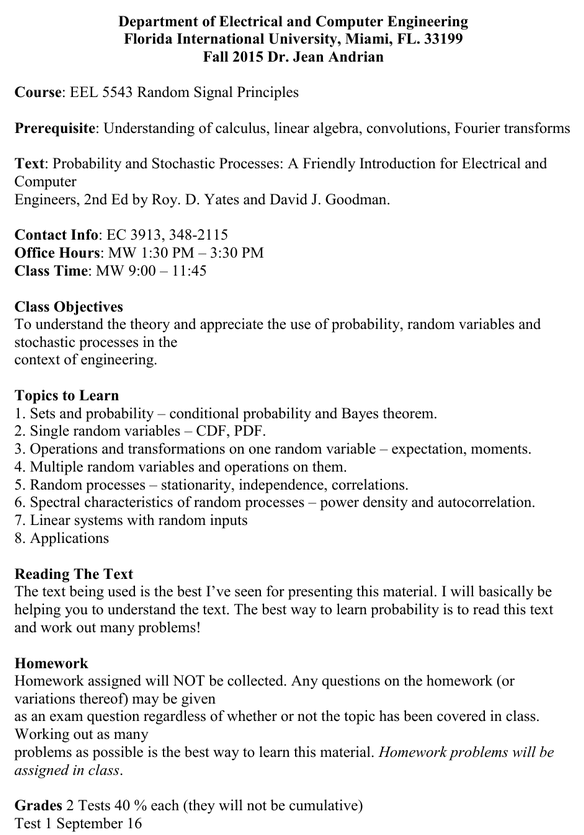 Department of Electrical and Computer Engineering
Florida International University, Miami, FL. 33199
Fall 2015 Dr. Jean Andrian
Course: EEL 5543 Random Signal Principles
Prerequisite: Understanding of calculus, linear algebra, convolutions, Fourier transforms
Text: Probability and Stochastic Processes: A Friendly Introduction for Electrical and
Computer
Engineers, 2nd Ed by Roy. D. Yates and David J. Goodman.
Contact Info: EC 3913, 348-2115
Office Hours: MW 1:30 PM – 3:30 PM
Class Time: MW 9:00 – 11:45
Class Objectives
To understand the theory and appreciate the use of probability, random variables and
stochastic processes in the
context of engineering.
Topics to Learn
1. Sets and probability – conditional probability and Bayes theorem.
2. Single random variables – CDF, PDF.
3. Operations and transformations on one random variable – expectation, moments.
4. Multiple random variables and operations on them.
5. Random processes – stationarity, independence, correlations.
6. Spectral characteristics of random processes – power density and autocorrelation.
7. Linear systems with random inputs
8. Applications
Reading The Text
The text being used is the best I’ve seen for presenting this material. I will basically be
helping you to understand the text. The best way to learn probability is to read this text
and work out many problems!
Homework
Homework assigned will NOT be collected. Any questions on the homework (or
variations thereof) may be given
as an exam question regardless of whether or not the topic has been covered in class.
Working out as many
problems as possible is the best way to learn this material. Homework problems will be
assigned in class.
Grades 2 Tests 40 % each (they will not be cumulative)
Test 1 September 16